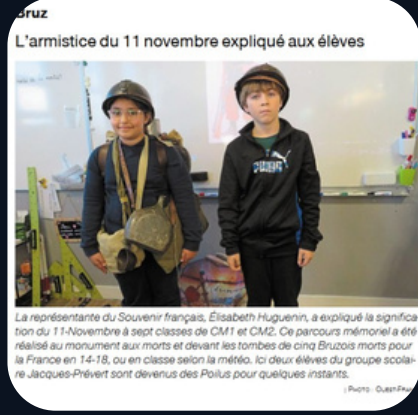 Bruz
L'armistice du 11 novembre expliqué aux élèves
La représentante du Souvenir français, Élisabeth Huguenin, a expliqué la significa-
tion du 11-Novembre à sept classes de CM1 et CM2. Ce parcours mémoriel a été
réalisé au monument aux morts et devant les tombes de cinq Bruzois morts pour
la France en 14-18, ou en classe selon la météo. Ici deux élèves du groupe scolai-
re Jacques-Prévert sont devenus des Poilus pour quelques instants.
| PHOTO : OUEST-FRAN